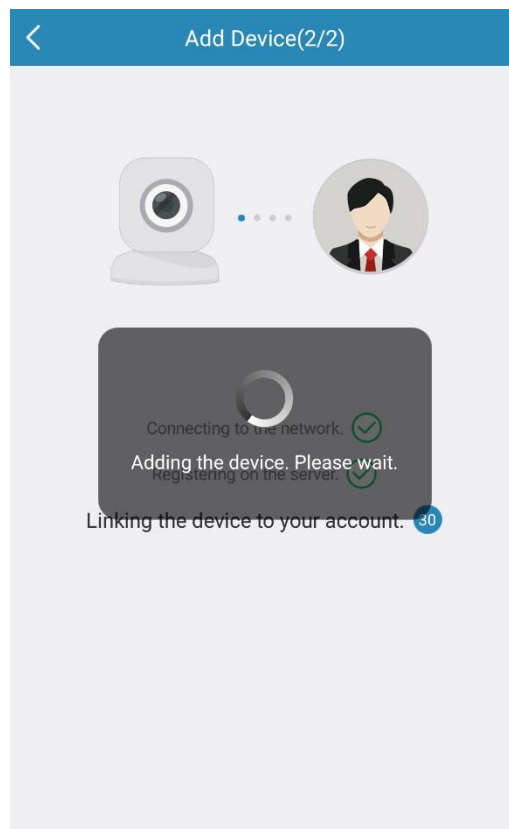 Add Device(2/2)
Connecting to the network.
Adding the device. Please wait.
Registering on the server.
Linking the device to your account. 30